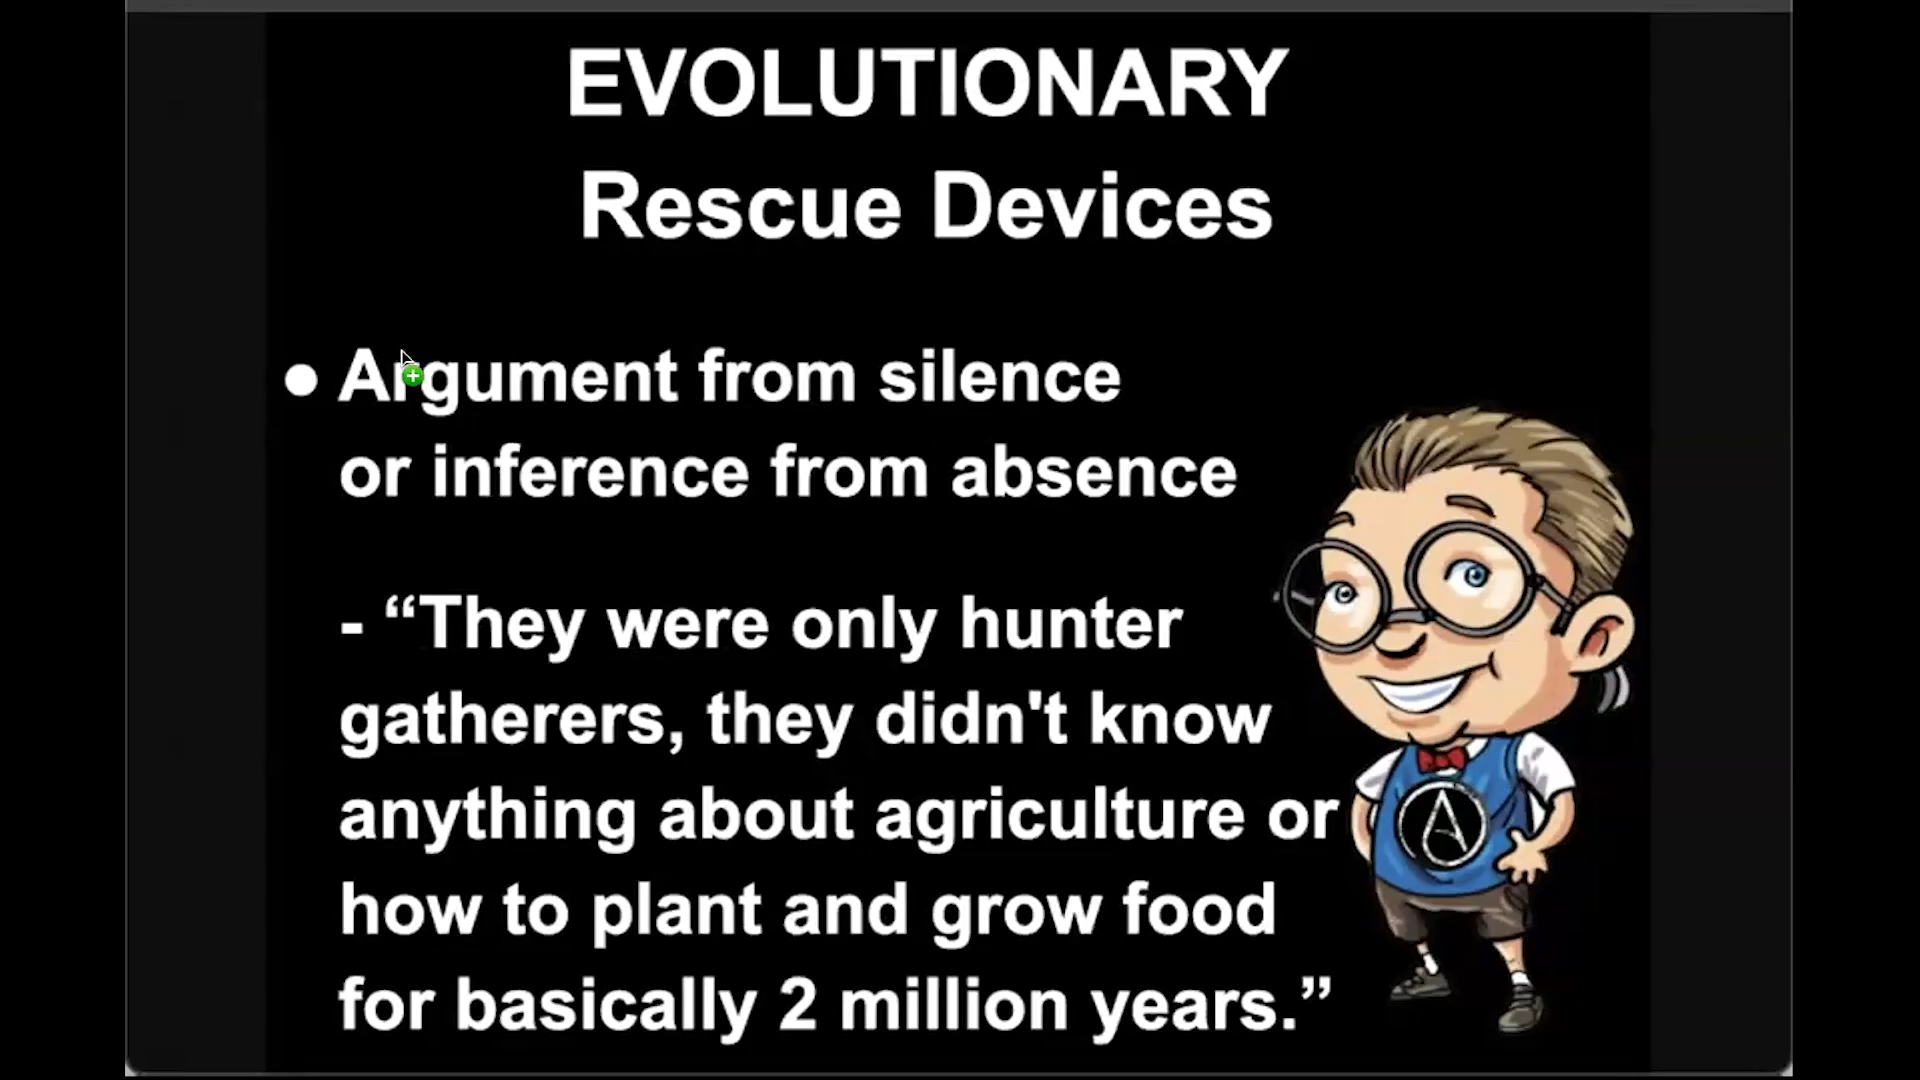 EVOLUTIONARY
Rescue Devices
● Argument from silence
or inference from absence
- “They were only hunter
gatherers, they didn't know
anything about agriculture or
how to plant and grow food
for basically 2 million years.”